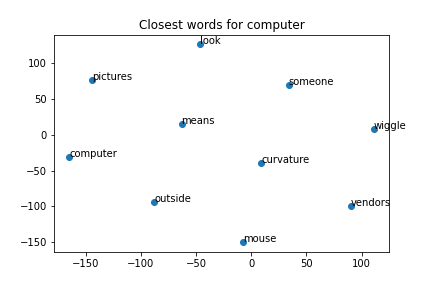 Closest words for computer
look
pictures
someone
means
wiggle
computer
curvature
outside
vendors
mouse
100
50
0
−50
−100
−150
−150
−100
−50
0
50
100